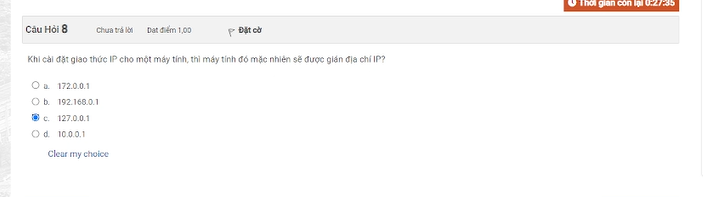 Thời gian còn lại 0:27:35
Câu Hỏi 8 Chưa trả lời Đạt điểm 1,00 Đặt cờ
Khi cài đặt giao thức IP cho một máy tính, thì máy tính đó mặc nhiên sẽ được gián địa chỉ IP?
a. 172.0.0.1
b. 192.168.0.1
c. 127.0.0.1
d. 10.0.0.1
Clear my choice